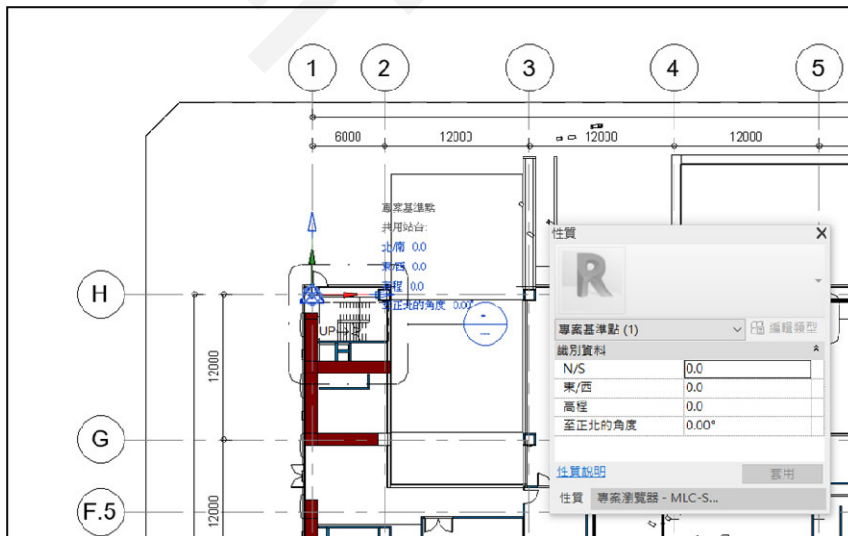 1 2 3 4 5
6000 12000 12000 12000
專案基準點
共用站台:
北/南 0.0
東/西 0.0
高程 0.0
至正北的角度 0.00°
H
UP
12000
G
F.5
12000
性質
R
專案基準點 (1)
編輯類型
識別資料
N/S 0.0
東/西 0.0
高程 0.0
至正北的角度 0.00°
性質說明
套用
性質 專案瀏覽器 - MLC-S...